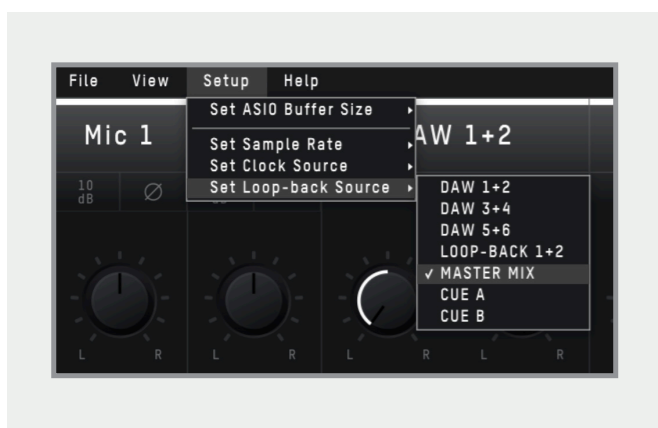 File View Setup Help
Set ASIO Buffer Size
Mic 1
AW 1+2
Set Sample Rate
Set Clock Source
Set Loop-back Source
10
dB
dB
DAW 1+2
DAW 3+4
DAW 5+6
LOOP-BACK 1+2
✓ MASTER MIX
CUE A
CUE B
L R L R L R L R